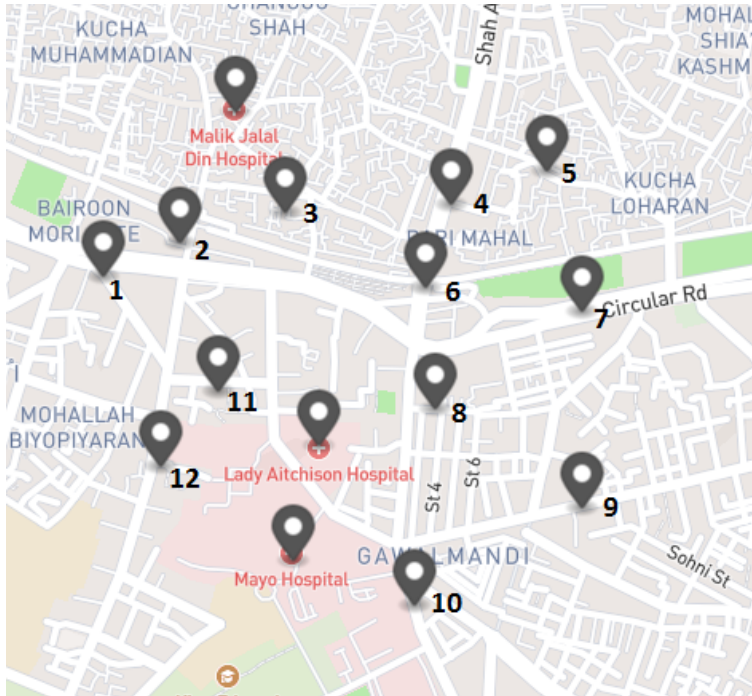 KUCHA
MUHAMMADIAN
SHAH
Shah A
MOHAL
SHIA
KASHM
Malik Jalal
Din Hospital
5
KUCHA
LOHARAN
3
4
BAIROON
2
MAHAL
1
6
7
Circular Rd
11
8
MOHALLAH
BIYOPIYARAN
12
Lady Aitchison Hospital
St 4
St 6
9
GAWALMANDI
Sohni St
Mayo Hospital
10